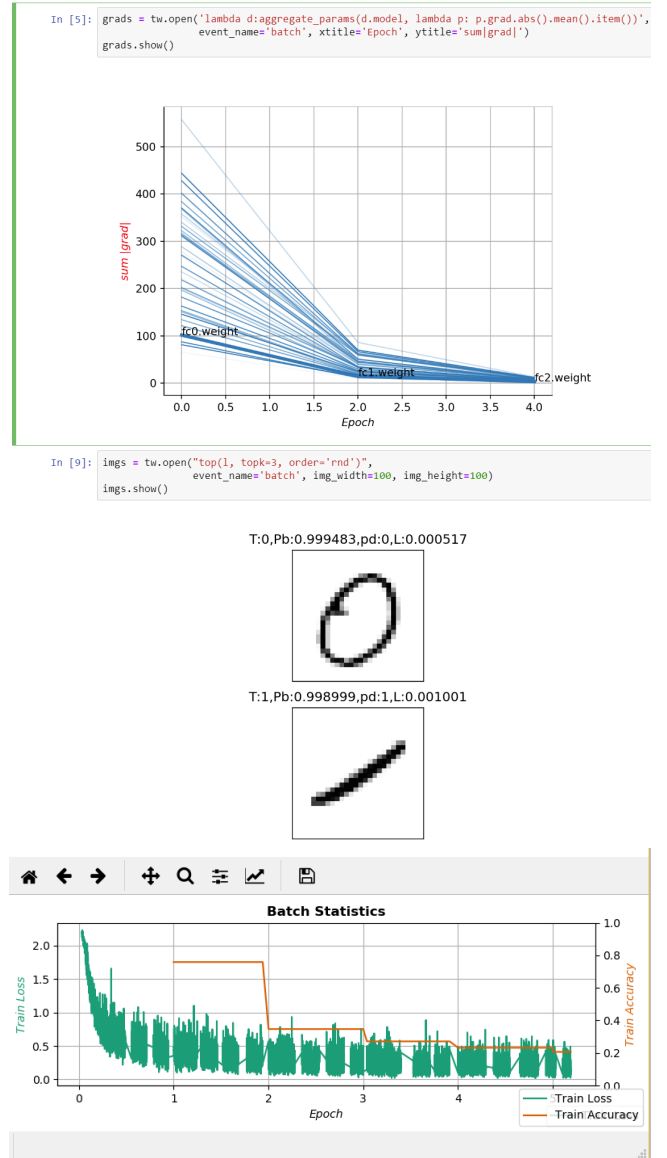 In [5]: grads = tw.open('lambda d:aggregate_params(d.model, lambda p: p.grad.abs().mean().item())',
event_name='batch', xtitle='Epoch', ytitle='sum|grad|')
grads.show()
500
400
300
200
100
0
sum |grad|
fc0.weight
fc1.weight
fc2.weight
0.0 0.5 1.0 1.5 2.0 2.5 3.0 3.5 4.0
Epoch
In [9]: imgs = tw.open("top(l, topk=3, order='rnd')",
event_name='batch', img_width=100, img_height=100)
imgs.show()
T:0,Pb:0.999483,pd:0,L:0.000517
T:1,Pb:0.998999,pd:1,L:0.001001
Batch Statistics
2.0
1.5
1.0
0.5
0.0
Train Loss
1.0
0.8
0.6
0.4
0.2
0.0
Train Accuracy
0 1 2 3 4 5
Epoch
Train Loss
Train Accuracy